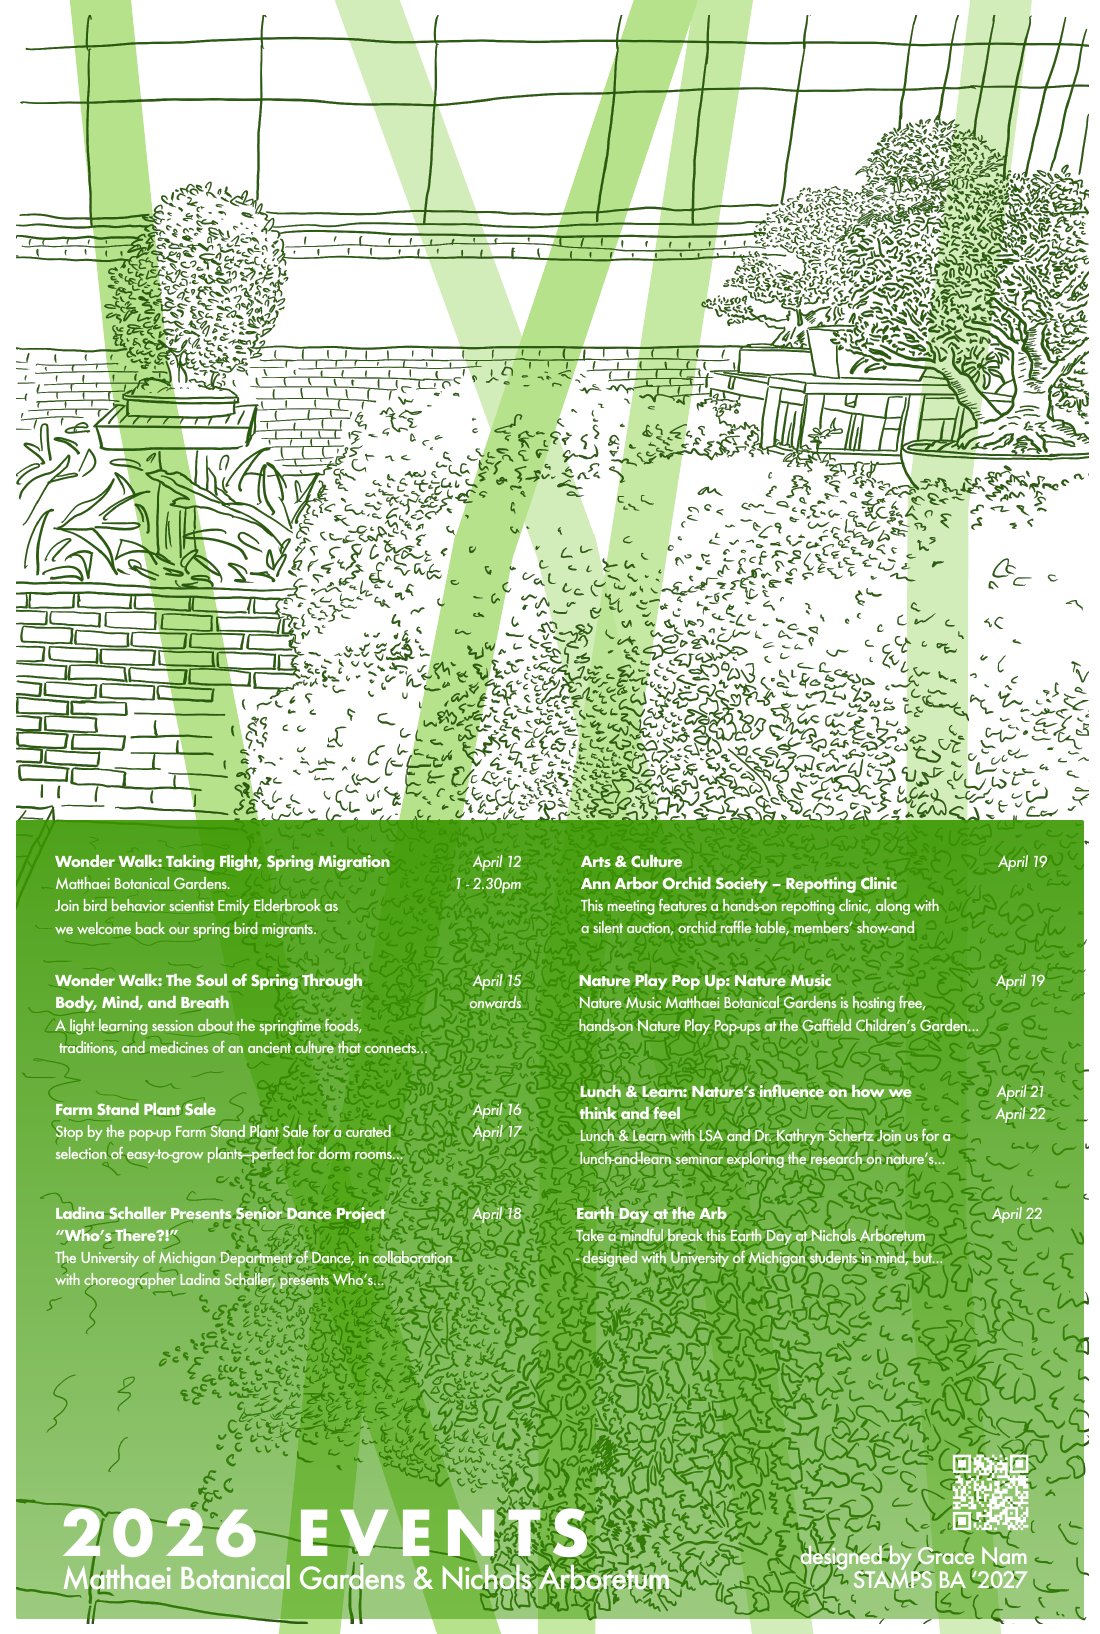 Wonder Walk: Taking Flight, Spring Migration
April 12
Matthaei Botanical Gardens.
1 - 2.30pm
Join bird behavior scientist Emily Elderbrook as
we welcome back our spring bird migrants.
Wonder Walk: The Soul of Spring Through
April 15
Body, Mind, and Breath
onwards
A light learning session about the springtime foods,
traditions, and medicines of an ancient culture that connects...
Farm Stand Plant Sale
April 16
Stop by the pop-up Farm Stand Plant Sale for a curated
April 17
selection of easy-to-grow plants—perfect for dorm rooms...
Ladina Schaller Presents Senior Dance Project
April 18
“Who’s There?!”
The University of Michigan Department of Dance, in collaboration
with choreographer Ladina Schaller, presents Who’s...
Arts & Culture
April 19
Ann Arbor Orchid Society – Repotting Clinic
This meeting features a hands-on repotting clinic, along with
a silent auction, orchid raffle table, members’ show-and
Nature Play Pop Up: Nature Music
April 19
Nature Music Matthaei Botanical Gardens is hosting free,
hands-on Nature Play Pop-ups at the Gaffield Children’s Garden...
Lunch & Learn: Nature’s influence on how we
April 21
think and feel
April 22
Lunch & Learn with LSA and Dr. Kathryn Schertz Join us for a
lunch-and-learn seminar exploring the research on nature’s...
Earth Day at the Arb
April 22
Take a mindful break this Earth Day at Nichols Arboretum
- designed with University of Michigan students in mind, but...
2026 EVENTS
Matthaei Botanical Gardens & Nichols Arboretum
designed by Grace Nam
STAMPS BA ‘2027